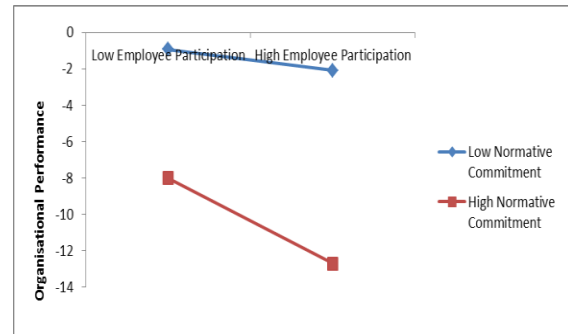 0
Low Employee Participation High Employee Participation
-2
-4
-6
-8
-10
-12
-14
Organisational Performance
Low Normative
Commitment
High Normative
Commitment